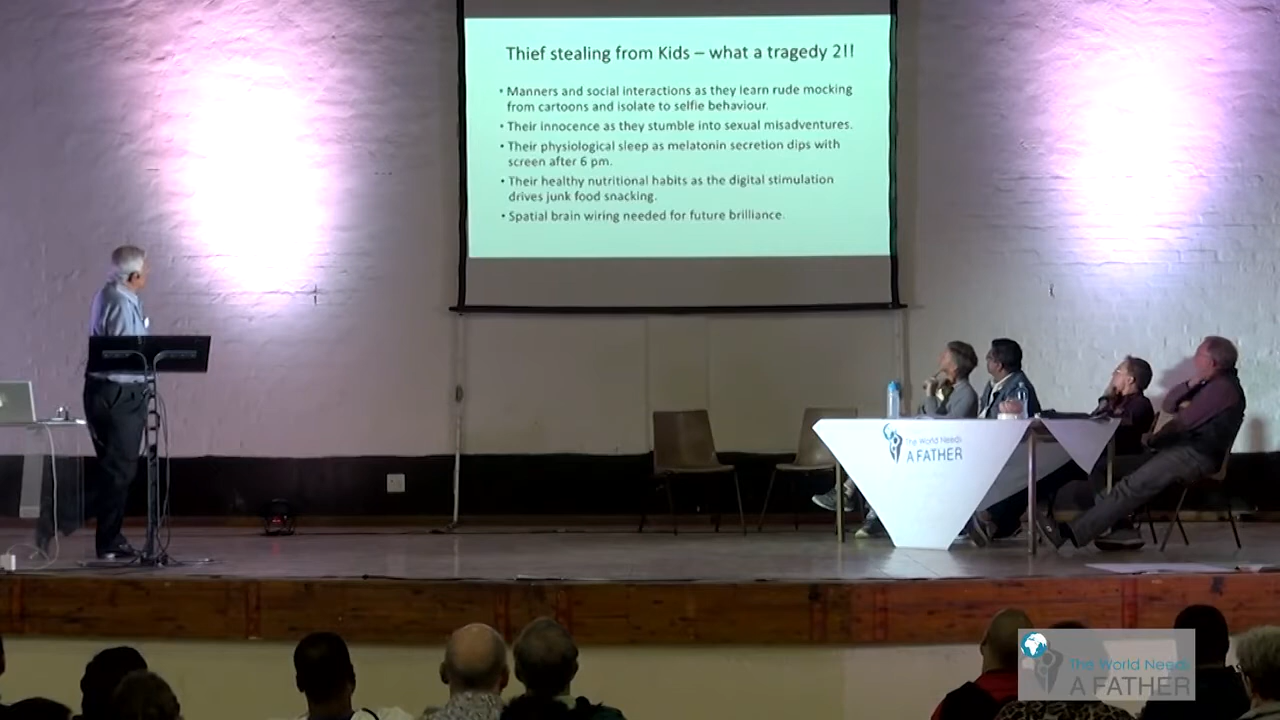 Thief stealing from Kids – what a tragedy 2!!
• Manners and social interactions as they learn rude mocking
from cartoons and isolate to selfie behaviour.
• Their innocence as they stumble into sexual misadventures.
• Their physiological sleep as melatonin secretion dips with
screen after 6 pm.
• Their healthy nutritional habits as the digital stimulation
drives junk food snacking.
• Spatial brain wiring needed for future brilliance.
The World Needs
A FATHER
The World Needs
A FATHER